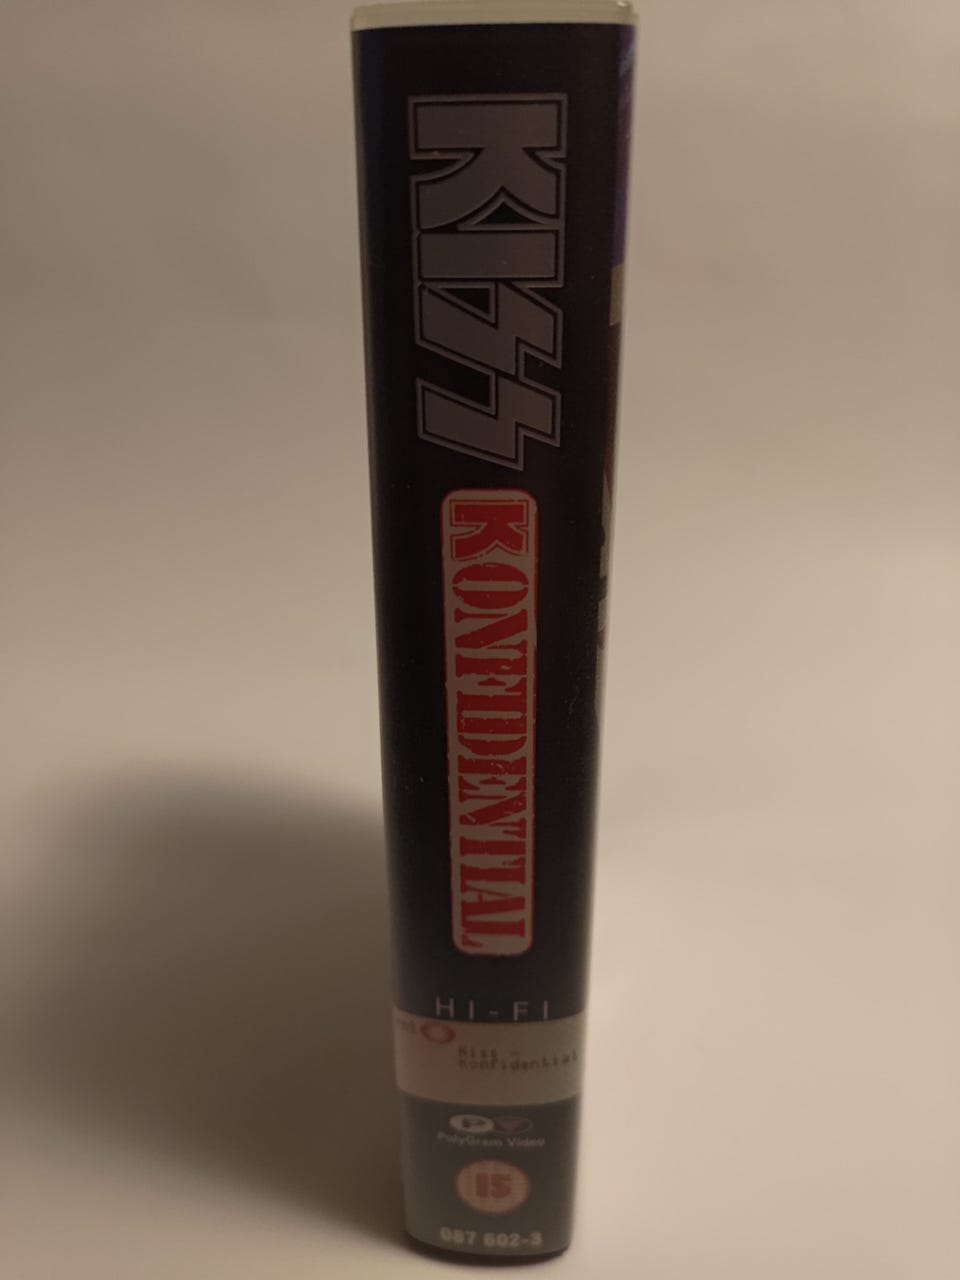 KISS
KONFIDENTIAL
HI-FI
Kiss -
Konfidential
P
PolyGram Video
15
087 602-3